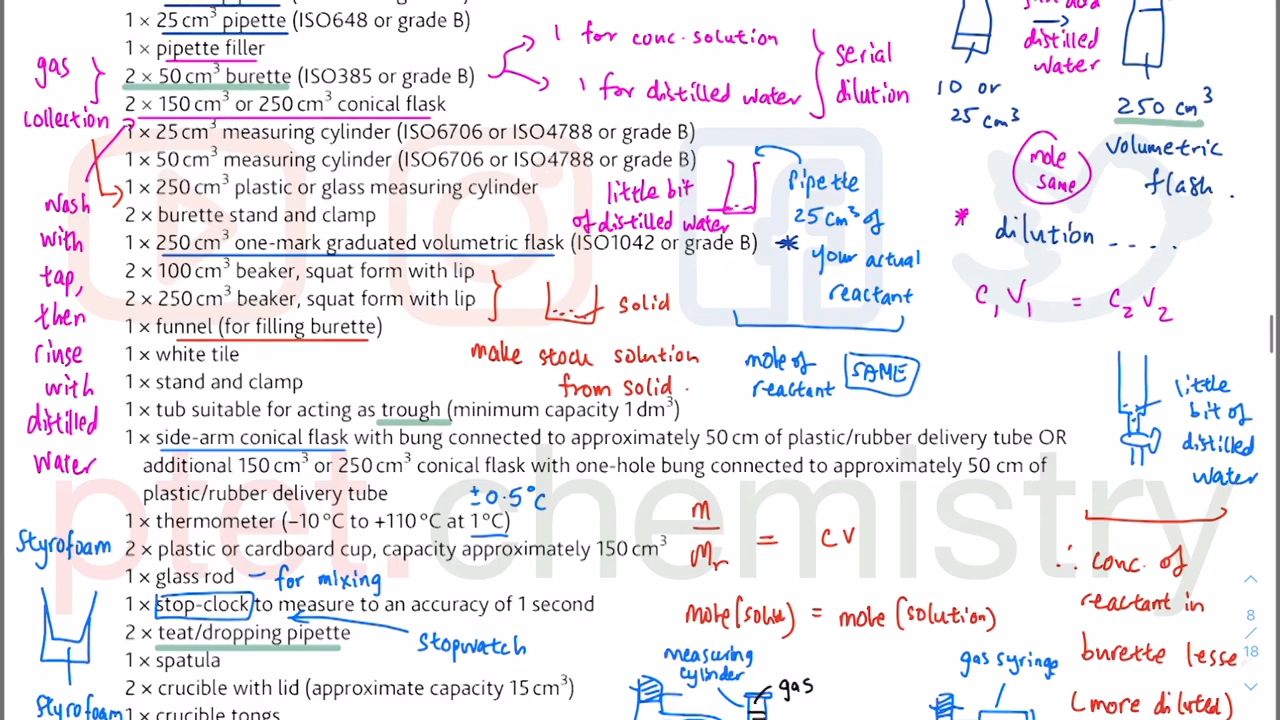 1 × 25 cm³ pipette (ISO648 or grade B)
1 × pipette filler
2 × 50 cm³ burette (ISO385 or grade B)
2 × 150 cm³ or 250 cm³ conical flask
1 × 25 cm³ measuring cylinder (ISO6706 or ISO4788 or grade B)
1 × 50 cm³ measuring cylinder (ISO6706 or ISO4788 or grade B)
1 × 250 cm³ plastic or glass measuring cylinder
2 × burette stand and clamp
1 × 250 cm³ one-mark graduated volumetric flask (ISO1042 or grade B)
2 × 100 cm³ beaker, squat form with lip
2 × 250 cm³ beaker, squat form with lip
1 × funnel (for filling burette)
1 × white tile
1 × stand and clamp
1 × tub suitable for acting as trough (minimum capacity 1 dm³)
1 × side-arm conical flask with bung connected to approximately 50 cm of plastic/rubber delivery tube OR
additional 150 cm³ or 250 cm³ conical flask with one-hole bung connected to approximately 50 cm of
plastic/rubber delivery tube
1 × thermometer (–10 °C to +110 °C at 1 °C)
2 × plastic or cardboard cup, capacity approximately 150 cm³
1 × glass rod
1 × stop-clock to measure to an accuracy of 1 second
2 × teat/dropping pipette
1 × spatula
2 × crucible with lid (approximate capacity 15 cm³)
1 × crucible tongs
gas
collection
wash
with
tap,
then
rinse
with
distilled
water
styrofoam
styrofoam
1 for conc. solution
1 for distilled water
serial
dilution
little bit
of distilled water
Pipette
25 cm³ of
your actual
reactant
*
mole of
reactant SAME
solid
make stock solution
from solid.
± 0.5°C
– for mixing
stopwatch
distilled
water
10 or
25 cm³
250 cm³
volumetric
flash.
mole
same
* dilution ....
C₁V₁ = C₂V₂
little
bit of
distilled
water
m
Mr
= CV
mole (solid) = mole (solution)
∴ conc. of
reactant in
burette lesse
(more diluted)
measuring
cylinder
gas
gas syringe
8
/
18
ptet.chemistry